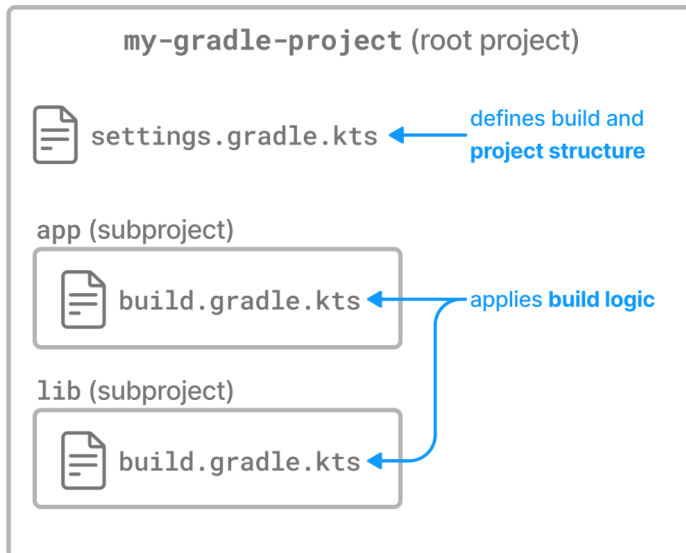 my-gradle-project (root project)
settings.gradle.kts
defines build and
project structure
app (subproject)
build.gradle.kts
applies build logic
lib (subproject)
build.gradle.kts